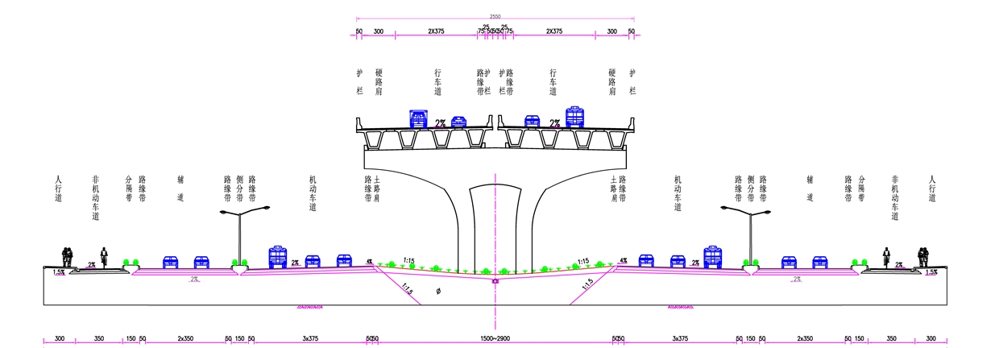 2550
50 300 2X375 75 25 50 50 50 25 75 2X375 300 50
护栏 硬路肩 行车道 路缘带 护栏 护栏 路缘带 行车道 硬路肩 护栏
2% 2%
人行道 非机动车道 分隔带 路缘带 辅道 路缘带 侧分带 路缘带 机动车道 路缘带 土路肩 土路肩 路缘带 机动车道 路缘带 侧分带 路缘带 辅道 路缘带 分隔带 非机动车道 人行道
1.5% 2% 2% 2% 4% 1:15 1:15 4% 2% 2% 2% 1.5%
1:1.5 1:1.5
300 350 150 50 2x350 50 150 50 3x375 50 50 1500~2900 50 50 3x375 50 150 50 2x350 50 150 350 300